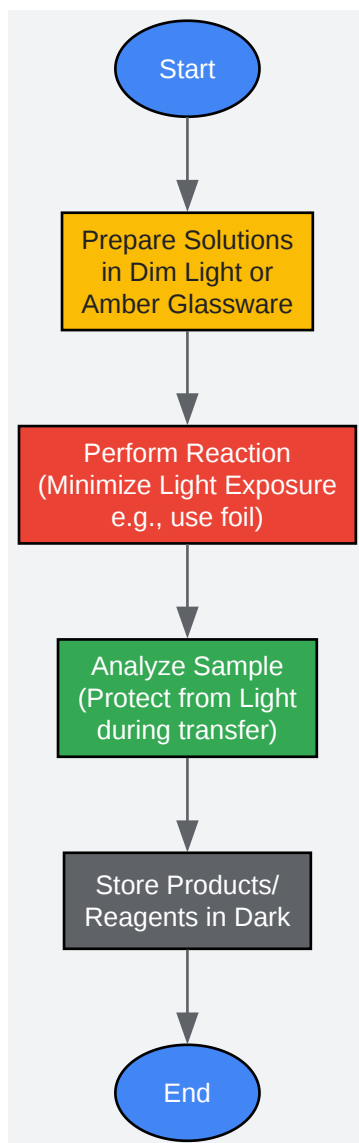 Start
Prepare Solutions
in Dim Light or
Amber Glassware
Perform Reaction
(Minimize Light Exposure
e.g., use foil)
Analyze Sample
(Protect from Light
during transfer)
Store Products/
Reagents in Dark
End